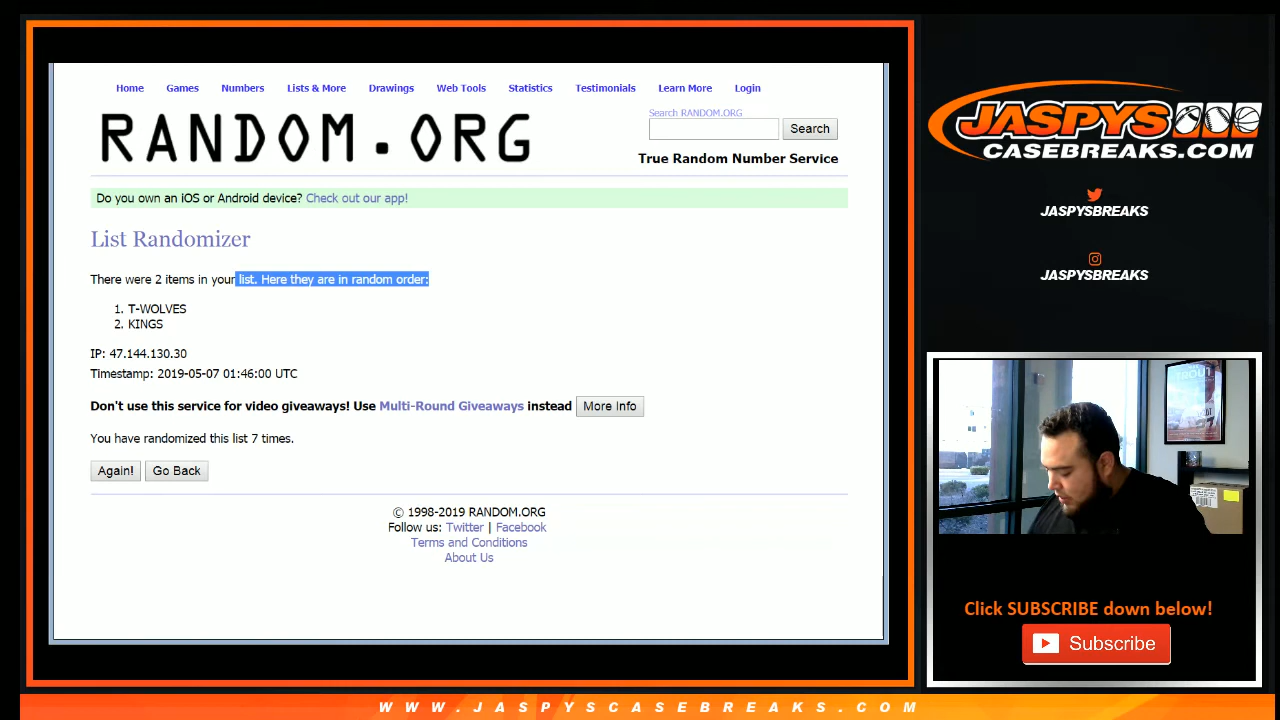 Home Games Numbers Lists & More Drawings Web Tools Statistics Testimonials Learn More Login
RANDOM.ORG
Search RANDOM.ORG
Search
True Random Number Service
Do you own an iOS or Android device? Check out our app!
List Randomizer
There were 2 items in your list. Here they are in random order:
1. T-WOLVES
2. KINGS
IP: 47.144.130.30
Timestamp: 2019-05-07 01:46:00 UTC
Don't use this service for video giveaways! Use Multi-Round Giveaways instead More Info
You have randomized this list 7 times.
Again! Go Back
© 1998-2019 RANDOM.ORG
Follow us: Twitter | Facebook
Terms and Conditions
About Us
JASPYS
CASEBREAKS.COM
JASPYSBREAKS
JASPYSBREAKS
Click SUBSCRIBE down below!
Subscribe
WWW.JASPYSCASEBREAKS.COM